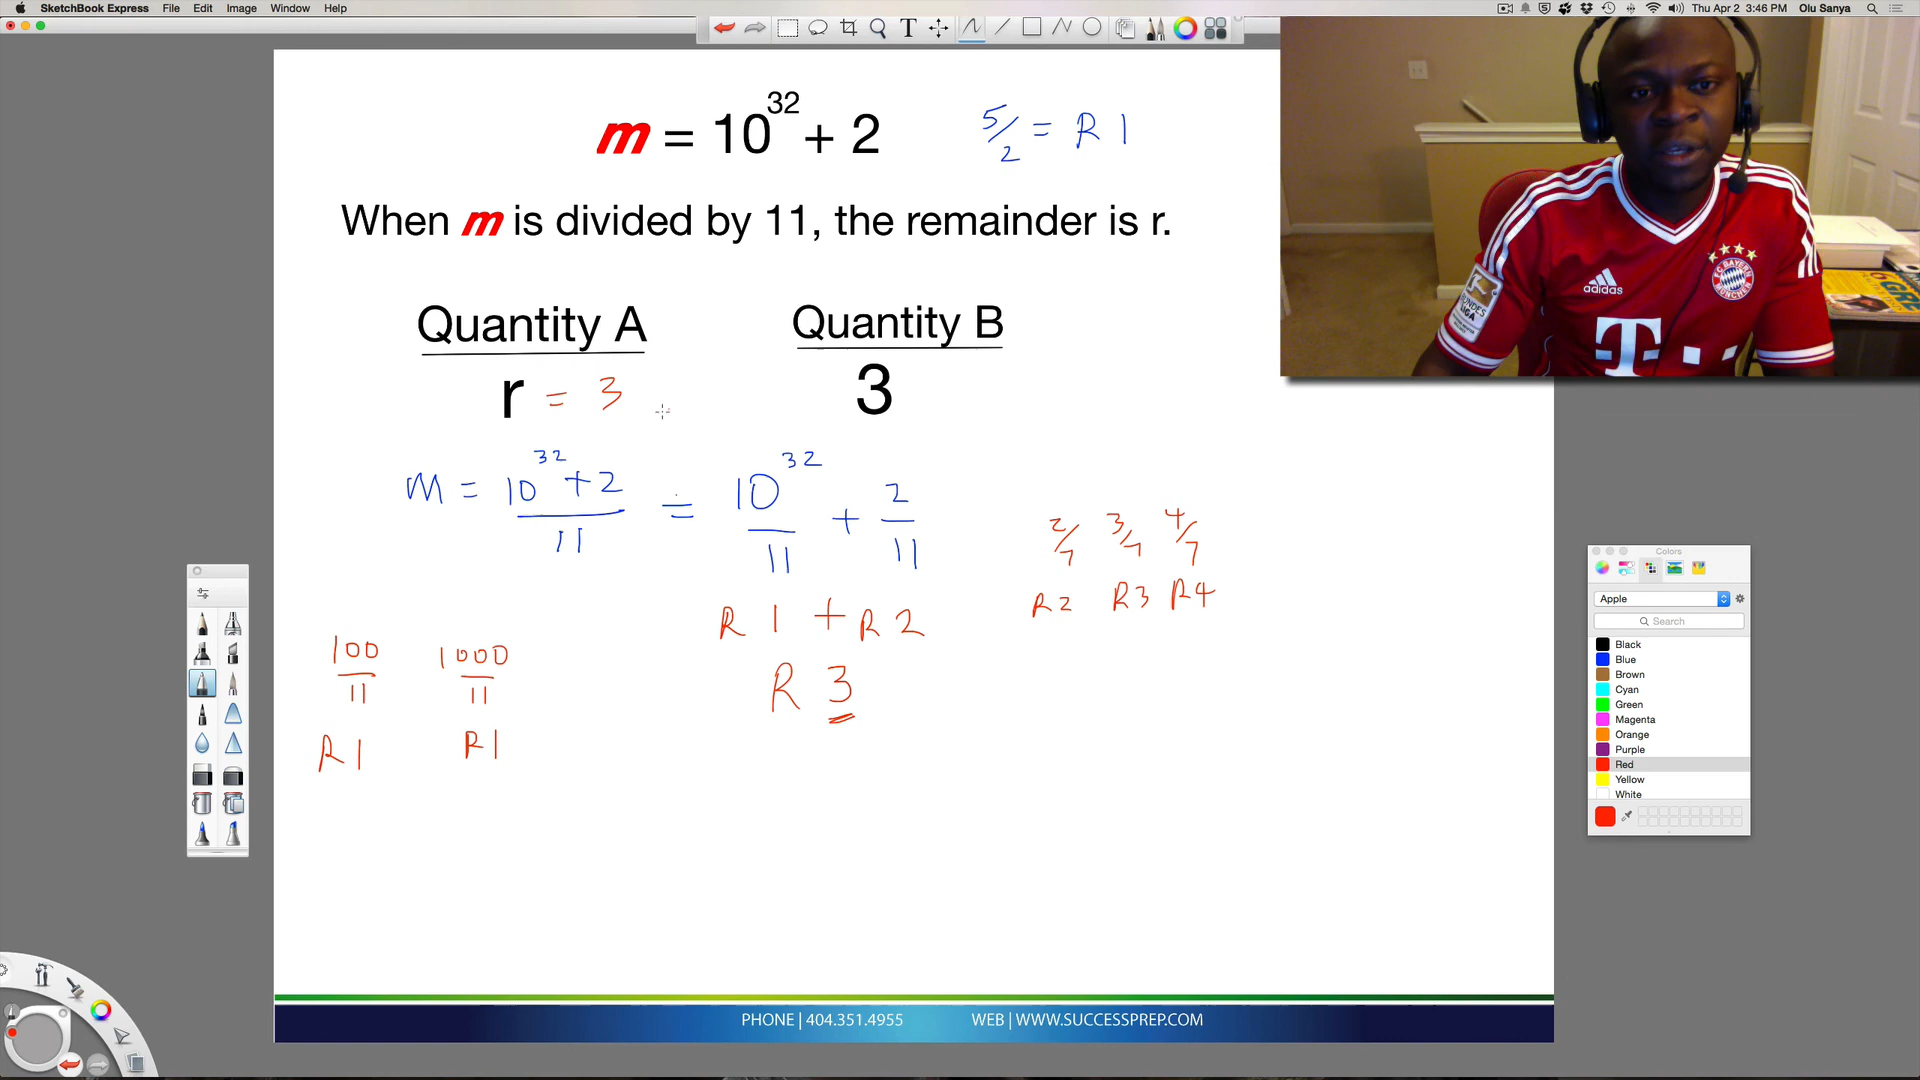 SketchBook Express File Edit Image Window Help
Thu Apr 2 3:46 PM Olu Sanya
T
m = 10^32 + 2
5/2 = R 1
When m is divided by 11, the remainder is r.
Quantity A Quantity B
r = 3 3
m = 10^32 + 2 / 11 = 10^32 / 11 + 2 / 11
2/7 3/7 4/7
R2 R3 R4
R 1 + R 2
R 3
100/11 1000/11
R 1 R 1
Colors
Apple
Search
Black
Blue
Brown
Cyan
Green
Magenta
Orange
Purple
Red
Yellow
White
FC BAYERN
MÜNCHEN
adidas
T
PHONE | 404.351.4955 WEB | WWW.SUCCESSPREP.COM